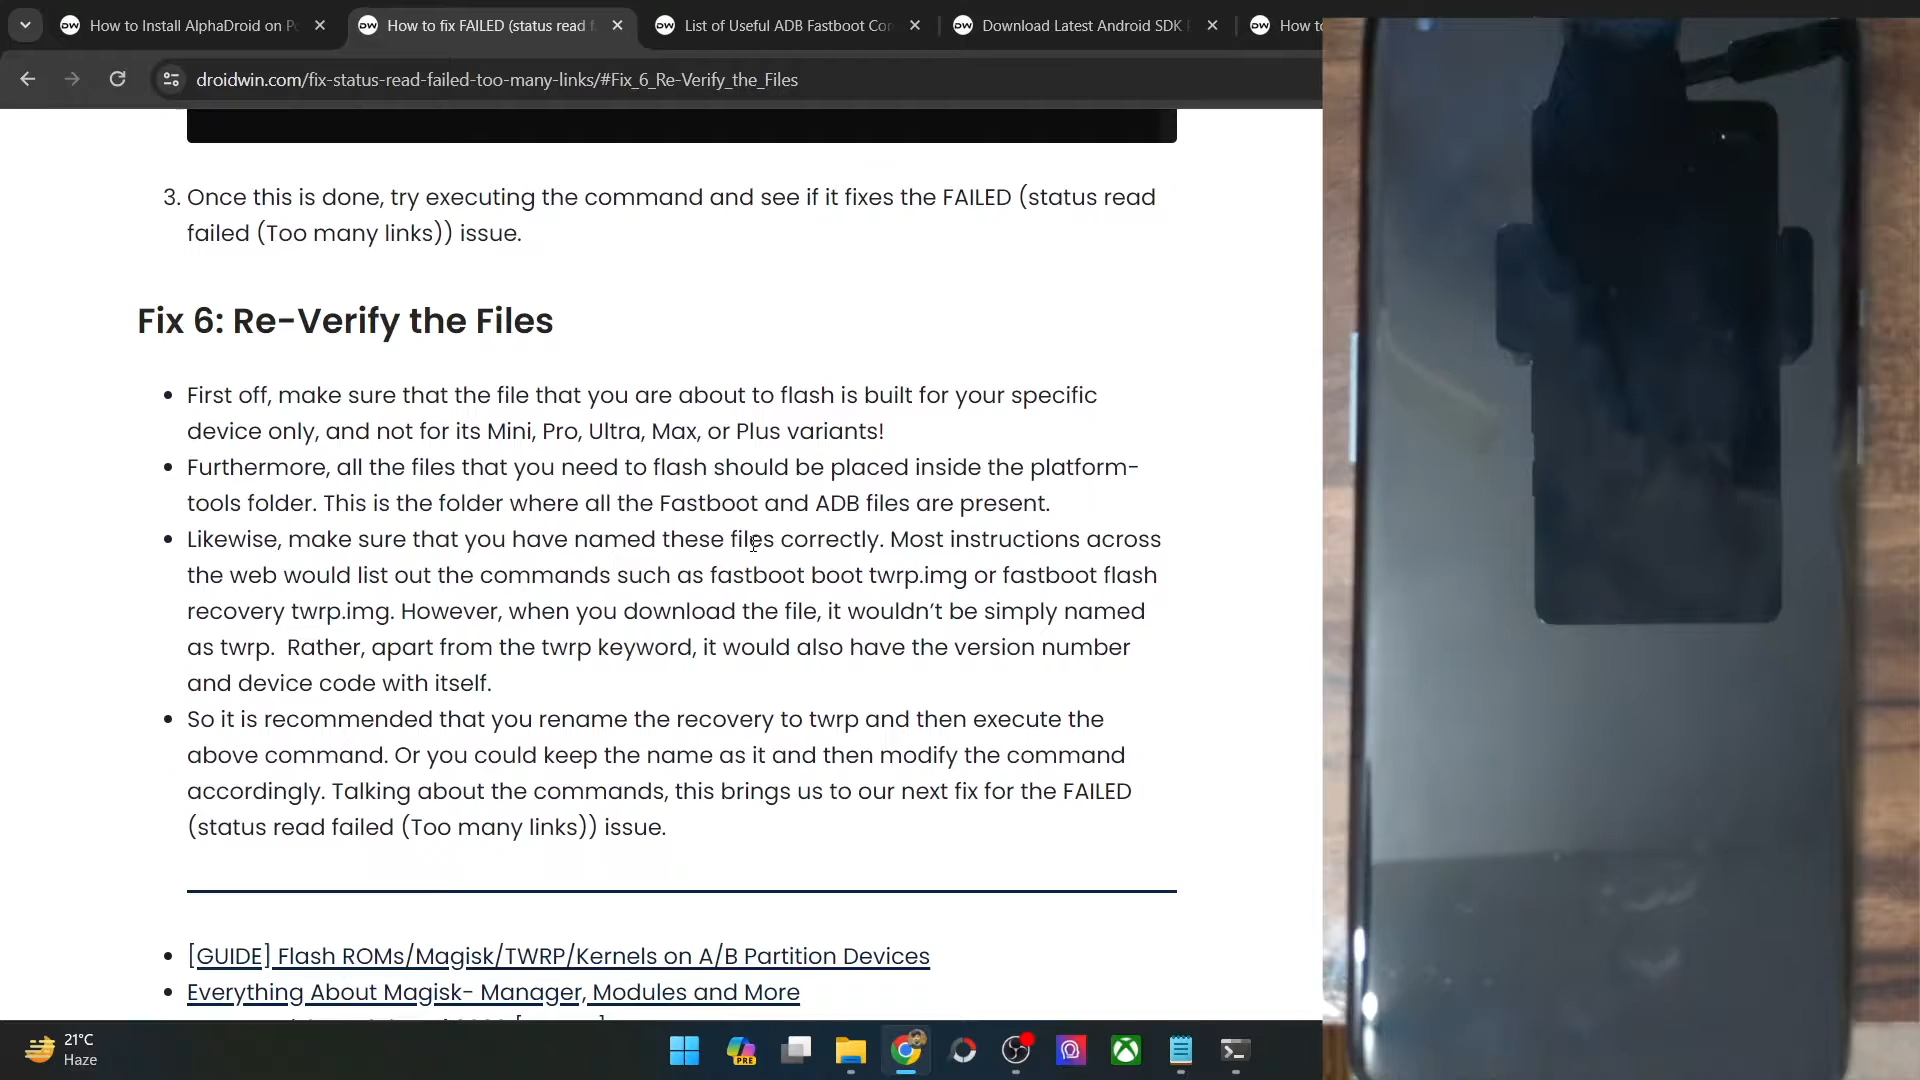 How to Install AlphaDroid on Po
How to fix FAILED (status read f
List of Useful ADB Fastboot Co
Download Latest Android SDK
How to
droidwin.com/fix-status-read-failed-too-many-links/#Fix_6_Re-Verify_the_Files
3. Once this is done, try executing the command and see if it fixes the FAILED (status read
failed (Too many links)) issue.
Fix 6: Re-Verify the Files
• First off, make sure that the file that you are about to flash is built for your specific
device only, and not for its Mini, Pro, Ultra, Max, or Plus variants!
• Furthermore, all the files that you need to flash should be placed inside the platform-
tools folder. This is the folder where all the Fastboot and ADB files are present.
• Likewise, make sure that you have named these files correctly. Most instructions across
the web would list out the commands such as fastboot boot twrp.img or fastboot flash
recovery twrp.img. However, when you download the file, it wouldn’t be simply named
as twrp. Rather, apart from the twrp keyword, it would also have the version number
and device code with itself.
• So it is recommended that you rename the recovery to twrp and then execute the
above command. Or you could keep the name as it and then modify the command
accordingly. Talking about the commands, this brings us to our next fix for the FAILED
(status read failed (Too many links)) issue.
• [GUIDE] Flash ROMs/Magisk/TWRP/Kernels on A/B Partition Devices
• Everything About Magisk- Manager, Modules and More
21°C
Haze
PRE